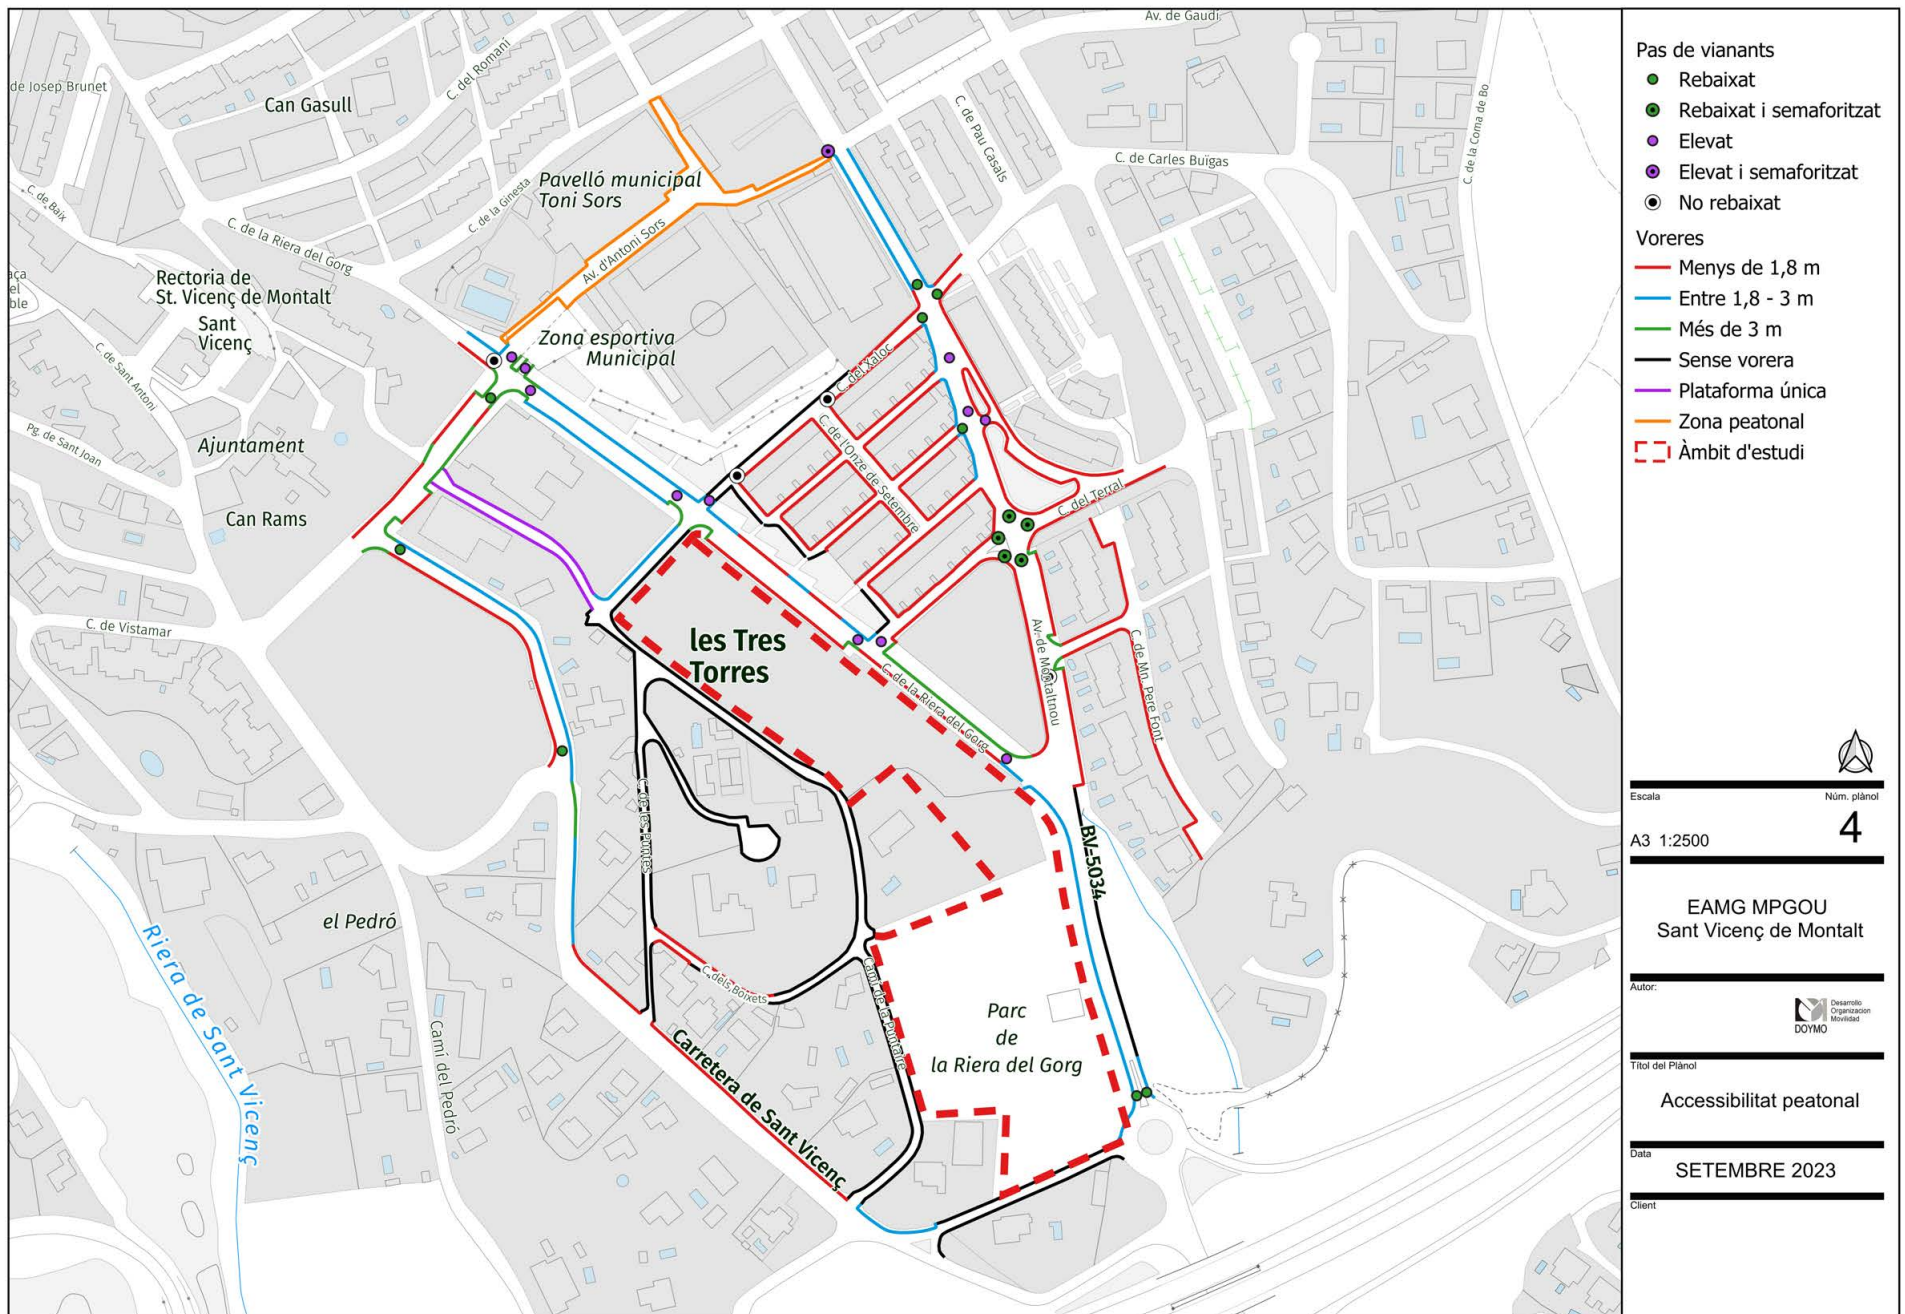 Av. de Gaudí
de Josep Brunet
C. del Romaní
Can Gasull
C. de Pau Casals
C. de la Coma de Bo
C. de Carles Buïgas
C. de Baix
Pavelló municipal
Toni Sors
C. de la Ginesta
C. de la Riera del Gorg
Av. d'Antoni Sors
aça
el
ble
Rectoria de
St. Vicenç de Montalt
Sant
Vicenç
Zona esportiva
Municipal
C. de Sant Antoni
C. del Xaloc
Pg. de Sant Joan
Ajuntament
C. de l'Onze de Setembre
Can Rams
C. del Terral
C. de Vistamar
les Tres
Torres
Av. de Montaltnou
C. de Mn. Pere Font
C. de la Riera del Gorg
C. de les Puntes
BV-5034
el Pedró
Riera de Sant Vicenç
C. dels Boixets
Camí de la Puntaire
Parc
de
la Riera del Gorg
Camí del Pedró
Carretera de Sant Vicenç
Pas de vianants
Rebaixat
Rebaixat i semaforitzat
Elevat
Elevat i semaforitzat
No rebaixat
Voreres
Menys de 1,8 m
Entre 1,8 - 3 m
Més de 3 m
Sense vorera
Plataforma única
Zona peatonal
Àmbit d'estudi
Escala
Núm. plànol
A3 1:2500
4
EAMG MPGOU
Sant Vicenç de Montalt
Autor:
DOYMO
Desarrollo
Organizacion
Movilidad
Títol del Plànol
Accessibilitat peatonal
Data
SETEMBRE 2023
Client